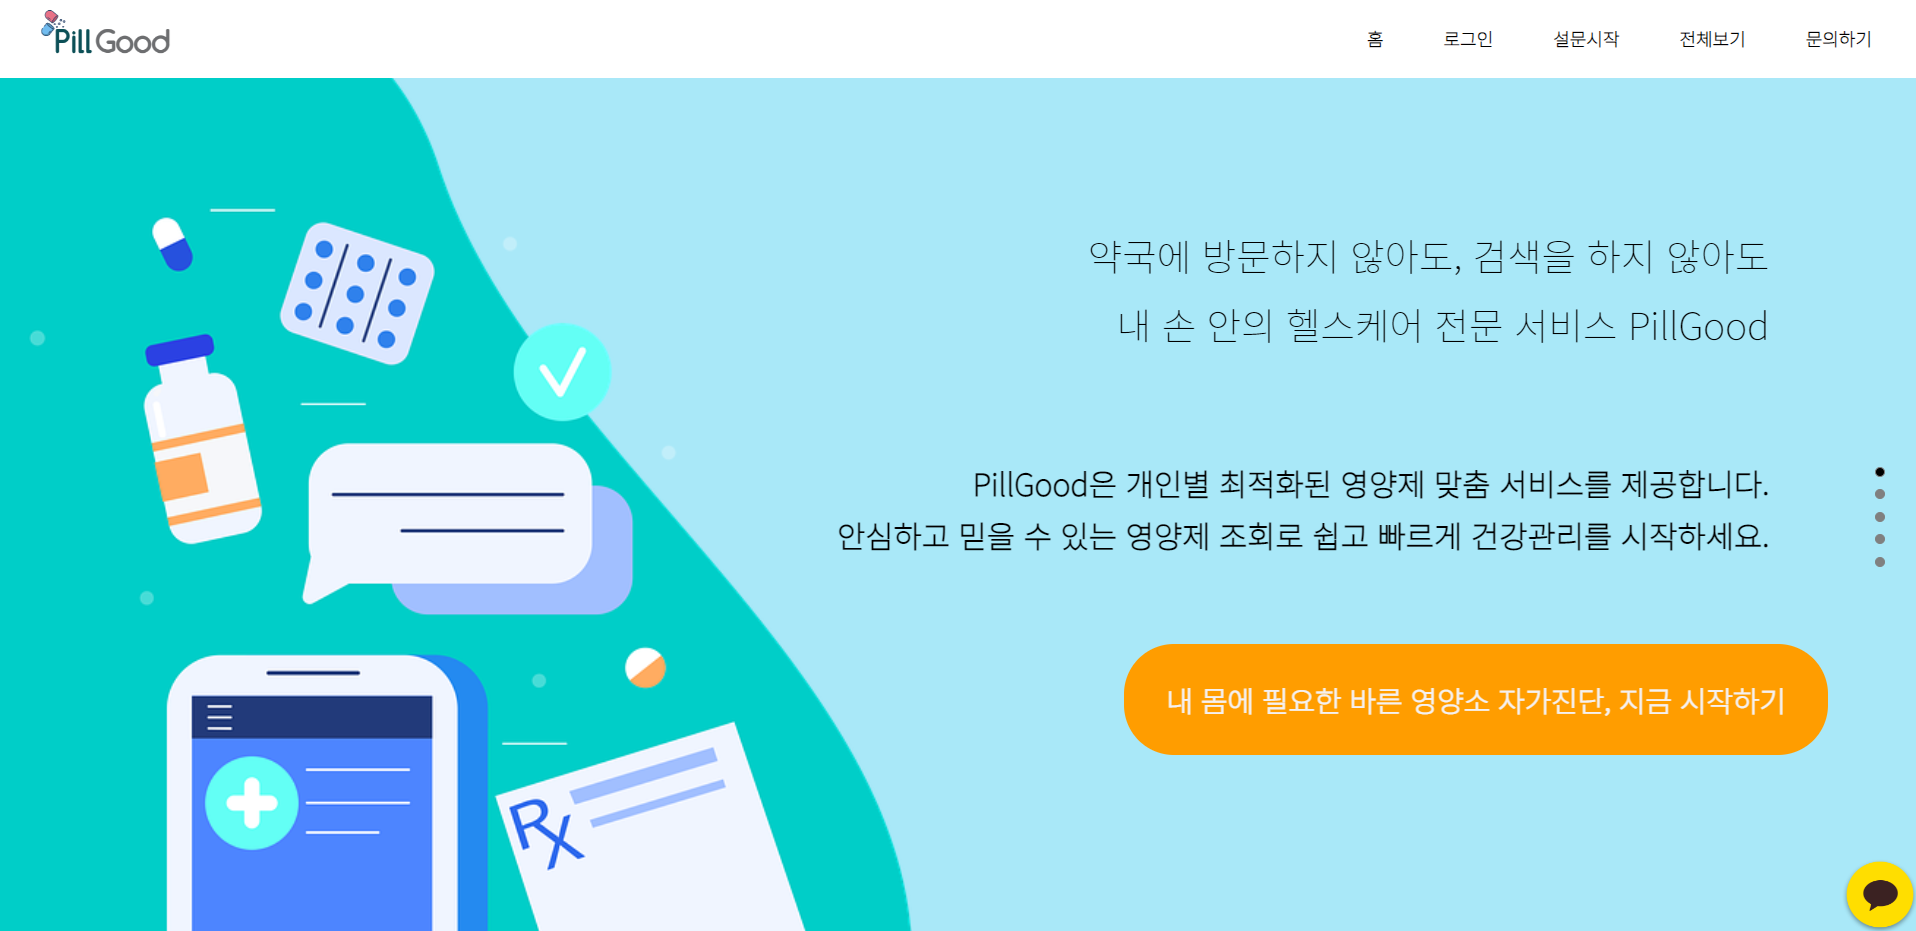 PillGood
홈
로그인
설문시작
전체보기
문의하기
약국에 방문하지 않아도, 검색을 하지 않아도
내 손 안의 헬스케어 전문 서비스 PillGood
PillGood은 개인별 최적화된 영양제 맞춤 서비스를 제공합니다.
안심하고 믿을 수 있는 영양제 조회로 쉽고 빠르게 건강관리를 시작하세요.
내 몸에 필요한 바른 영양소 자가진단, 지금 시작하기
Rx